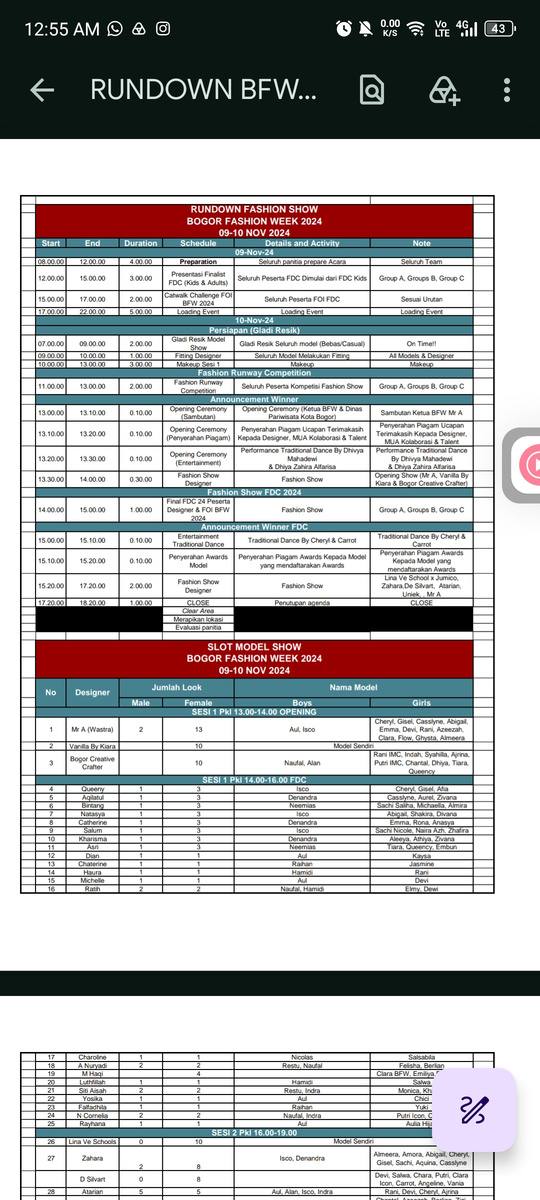 12:55 AM
0.00 K/S Vo LTE 4G 43
RUNDOWN BFW...
RUNDOWN FASHION SHOW
BOGOR FASHION WEEK 2024
09-10 NOV 2024
Start End Duration Schedule Details and Activity Note
09-Nov-24
08.00.00 12.00.00 4.00.00 Preparation Seluruh panitia prepare Acara Seluruh Team
12.00.00 15.00.00 3.00.00 Presentasi Finalist FDC (Kids & Adults) Seluruh Peserta FDC Dimulai dari FDC Kids Group A, Groups B, Group C
15.00.00 17.00.00 2.00.00 Catwalk Challenge FOI BFW 2024 Seluruh Peserta FOI FDC Sesuai Urutan
17.00.00 22.00.00 5.00.00 Loading Event Loading Event Loading Event
10-Nov-24
Persiapan (Gladi Resik)
07.00.00 09.00.00 2.00.00 Gladi Resik Model Show Gladi Resik Seluruh model (Bebas/Casual) On Time!!
09.00.00 10.00.00 1.00.00 Fitting Designer Seluruh Model Melakukan Fitting All Models & Designer
10.00.00 13.00.00 3.00.00 Makeup Sesi 1 Makeup Makeup
Fashion Runway Competition
11.00.00 13.00.00 2.00.00 (Fashion Runway Competition Seluruh Peserta Kompetisi Fashion Show Group A, Groups B, Group C
Announcement Winner
13.00.00 13.10.00 0.10.00 Opening Ceremony (Sambutan) Opening Ceremony (Ketua BFW & Dinas Pariwisata Kota Bogor) Sambutan Ketua BFW Mr A
13.10.00 13.20.00 0.10.00 Opening Ceremony (Penyerahan Piagam) Penyerahan Piagam Ucapan Terimakasih Kepada Designer, MUA Kolaborasi & Talent Penyerahan Piagam Ucapan Terimakasih Kepada Designer, MUA Kolaborasi & Talent
13.20.00 13.30.00 0.10.00 Opening Ceremony (Entertainment) Performance Traditional Dance By Dhivya Mahadewi & Dhiya Zahira Alfarisa Performance Traditional Dance By Dhivya Mahadewi & Dhiya Zahira Alfarisa
13.30.00 14.00.00 0.30.00 Fashion Show Designer Fashion Show Opening Show (Mr A, Vanilla By Kiara & Bogor Creative Crafter)
Fashion Show FDC 2024
14.00.00 15.00.00 1.00.00 Final FDC 24 Peserta Designer & FOI BFW 2024 Fashion Show Group A, Groups B, Group C
Announcement Winner FDC
15.00.00 15.10.00 0.10.00 Entertainment Traditional Dance Traditional Dance By Cheryl & Carrot Traditional Dance By Cheryl & Carrot
15.10.00 15.20.00 0.10.00 Penyerahan Awards Model Penyerahan Piagam Awards Kepada Model yang mendaftarakan Awards Penyerahan Piagam Awards Kepada Model yang mendaftarakan Awards
15.20.00 17.20.00 2.00.00 Fashion Show Designer Fashion Show Lina Ve School x Jumico, Zahara,De Silvart, Atarian, Uniek, , Mr A
17.20.00 18.20.00 1.00.00 CLOSE Penutupan agenda CLOSE
Clear Area
Merapikan lokasi
Evaluasi panitia
SLOT MODEL SHOW
BOGOR FASHION WEEK 2024
09-10 NOV 2024
No Designer Jumlah Look Nama Model
Male Female Boys Girls
SESI 1 Pkl 13.00-14.00 OPENING
1 Mr A (Wastra) 2 13 Aul, Isco Cheryl, Gisel, Casslyne, Abigail, Emma, Devi, Rani, Azeezah, Clara, Flow, Ghysta, Almeera
2 Vanilla By Kiara 10 Model Sendiri
3 Bogor Creative Crafter 10 Naufal, Alan Rani IMC, Indah, Syahilla, Ajrina, Putri IMC, Chantal, Dhiya, Tiara, Queency
SESI 1 Pkl 14.00-16.00 FDC
4 Queeny 1 3 Isco Cheryl, Gisel, Afia
5 Aqilatul 1 3 Denandra Casslyne, Aurel, Zivana
6 Bintang 1 3 Neemias Sachi Saliha, Michaella, Almira
7 Natasya 1 3 Isco Abigail, Shakira, Divana
8 Catherine 1 3 Denandra Emma, Rona, Anasya
9 Salum 1 3 Isco Sachi Nicole, Naira Azh, Zhafira
10 Kharisma 1 3 Denandra Aleeya, Athiya, Zivana
11 Asri 1 3 Neemias Tiara, Queency, Embun
12 Dian 1 1 Aul Kaysa
13 Chaterine 1 1 Raihan Jasmine
14 Haura 1 1 Hamidi Rani
15 Michelle 1 1 Aul Devi
16 Ratih 2 2 Naufal, Hamidi Elmy, Dewi
17 Charoline 1 1 Nicolas Salsabila
18 A Nuryadi 2 2 Restu, Naufal Felisha, Berlian
19 M Haqi 4 Clara BFW, Emiliya,
20 Luthfillah 1 1 Hamidi Salwa
21 Siti Aisah 2 2 Restu, Indra Monica,
22 Yosika 1 1 Aul Chici
23 Falfadhila 1 1 Raihan Yuki
24 N Cornelia 2 2 Naufal, Indra Putri Icon,
25 Rayhana 1 1 Aul Aulia
SESI 2 Pkl 16.00-19.00
26 Lina Ve Schools 0 10 Model Sendiri
27 Zahara 2 8 Isco, Denandra Almeera, Amora, Abigail, Cheryl, Gisel, Sachi, Aquina, Casslyne
D Silvart 0 8 Devi, Salwa, Chara, Putri, Clara Icon, Carrot, Angeline, Vania
28 Atarian 5 5 Aul, Alan, Isco, Indra Rani, Devi, Cheryl, Chara